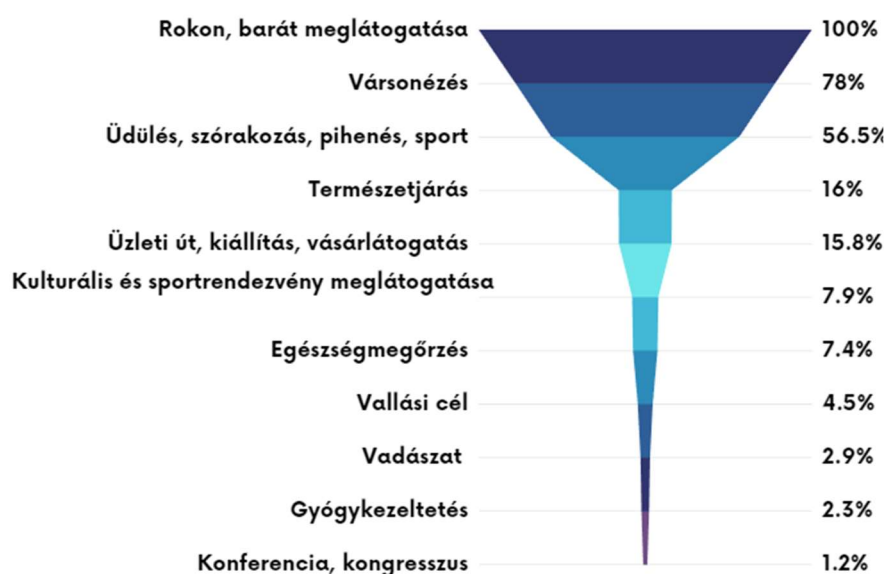 Rokon, barát meglátogatása 100%
Vársonézés 78%
Üdülés, szórakozás, pihenés, sport 56.5%
Természetjárás 16%
Üzleti út, kiállítás, vásárlátogatás 15.8%
Kulturális és sportrendezvény meglátogatása 7.9%
Egészségmegőrzés 7.4%
Vallási cél 4.5%
Vadászat 2.9%
Gyógykezeltetés 2.3%
Konferencia, kongresszus 1.2%